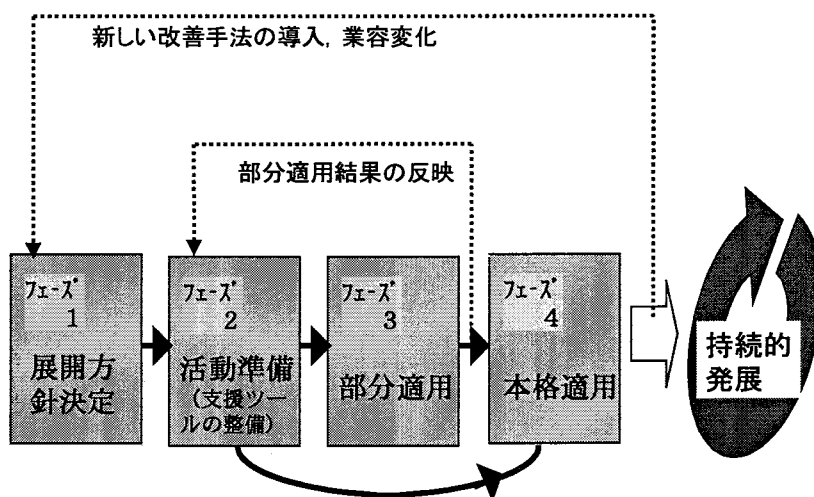 新しい改善手法の導入, 業容変化
部分適用結果の反映
ﾌｪｰｽﾞ
1
展開方
針決定
ﾌｪｰｽﾞ
2
活動準備
(支援ツー
ルの整備)
ﾌｪｰｽﾞ
3
部分適用
ﾌｪｰｽﾞ
4
本格適用
持続的
発展